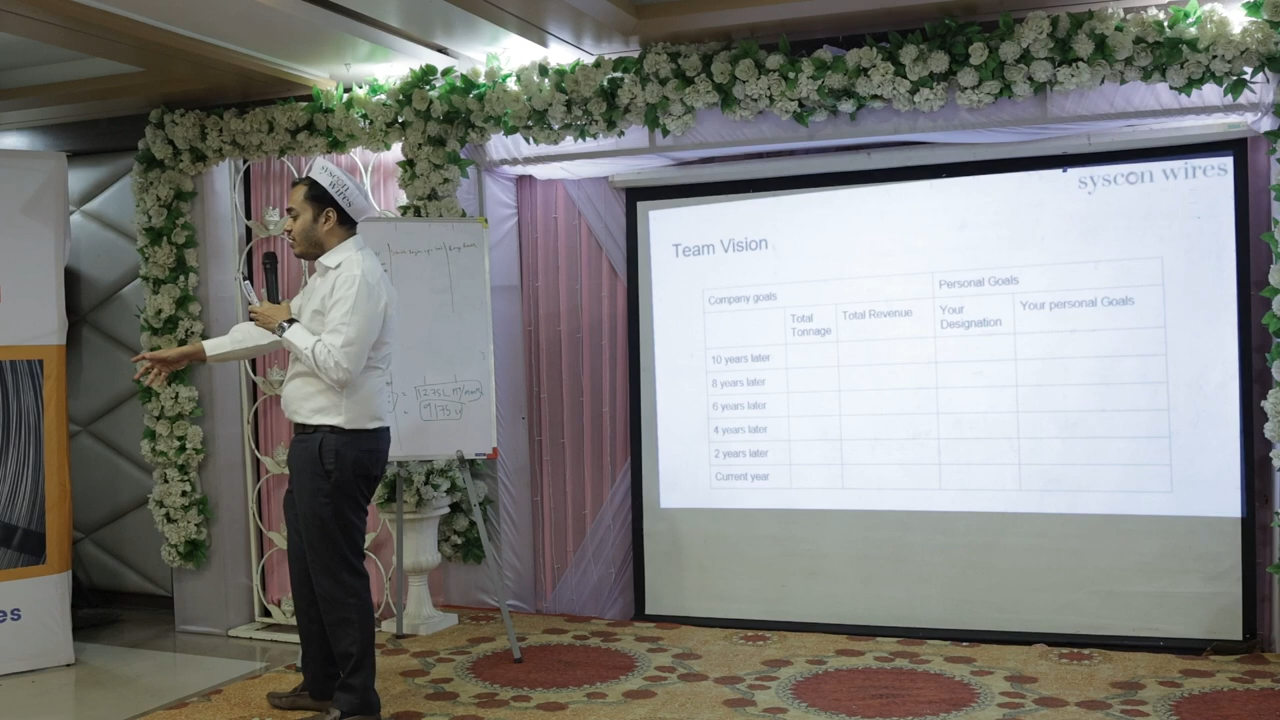 syscon
wires
syscon wires
Team Vision
Company goals
Personal Goals
Total
Tonnage
Total Revenue
Your
Designation
Your personal Goals
10 years later
8 years later
6 years later
4 years later
2 years later
Current year
es